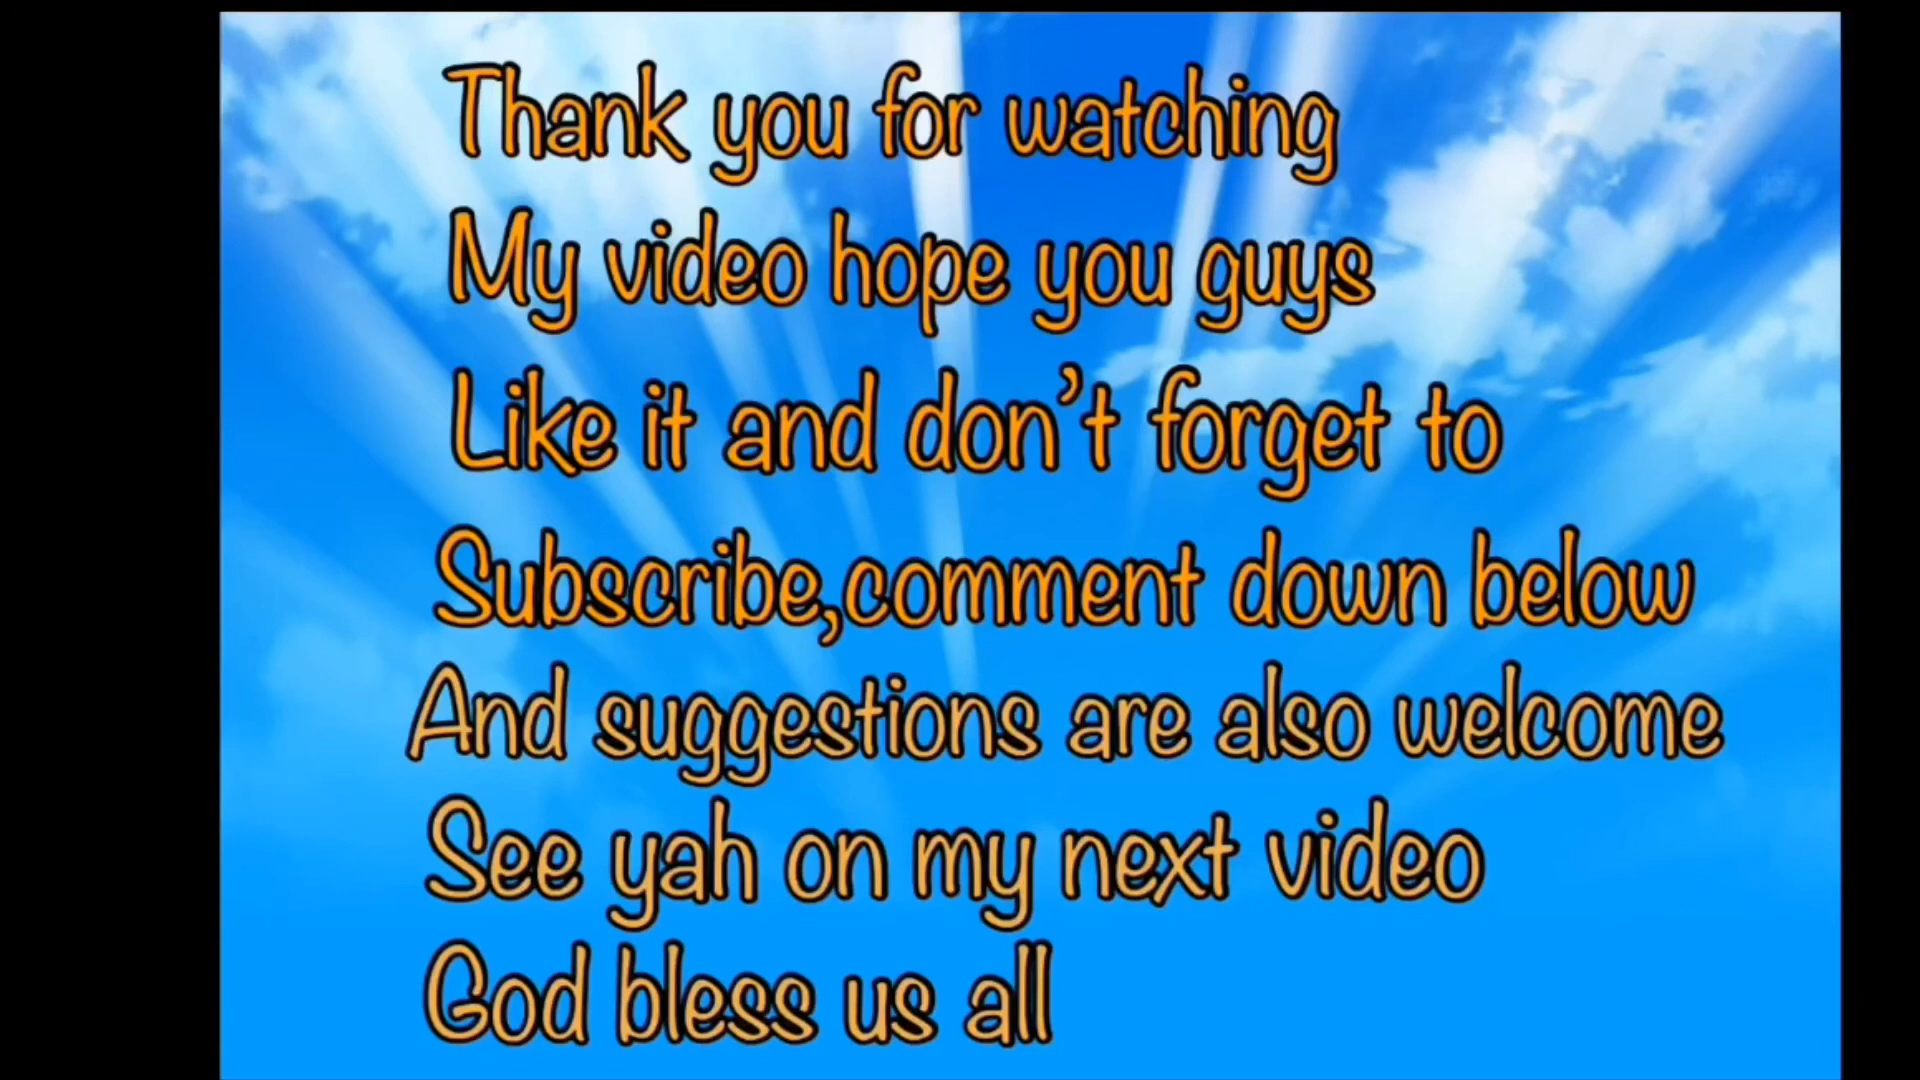 Thank you for watching
My video hope you guys
Like it and don't forget to
Subscribe,comment down below
And suggestions are also welcome
See yah on my next video
God bless us all